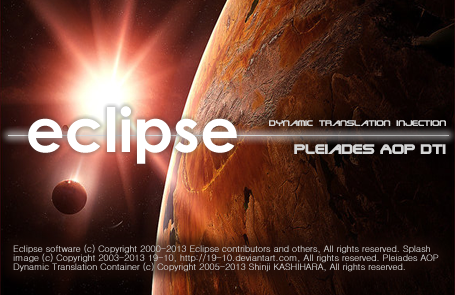 DYNAMIC TRANSLATION INJECTION
eclipse
PLEIADES AOP DTI
Eclipse software (c) Copyright 2000-2013 Eclipse contributors and others, All rights reserved. Splash
image (c) Copyright 2003-2013 19-10, http://19-10.deviantart.com, All rights reserved. Pleiades AOP
Dynamic Translation Container (c) Copyright 2005-2013 Shinji KASHIHARA, All rights reserved.